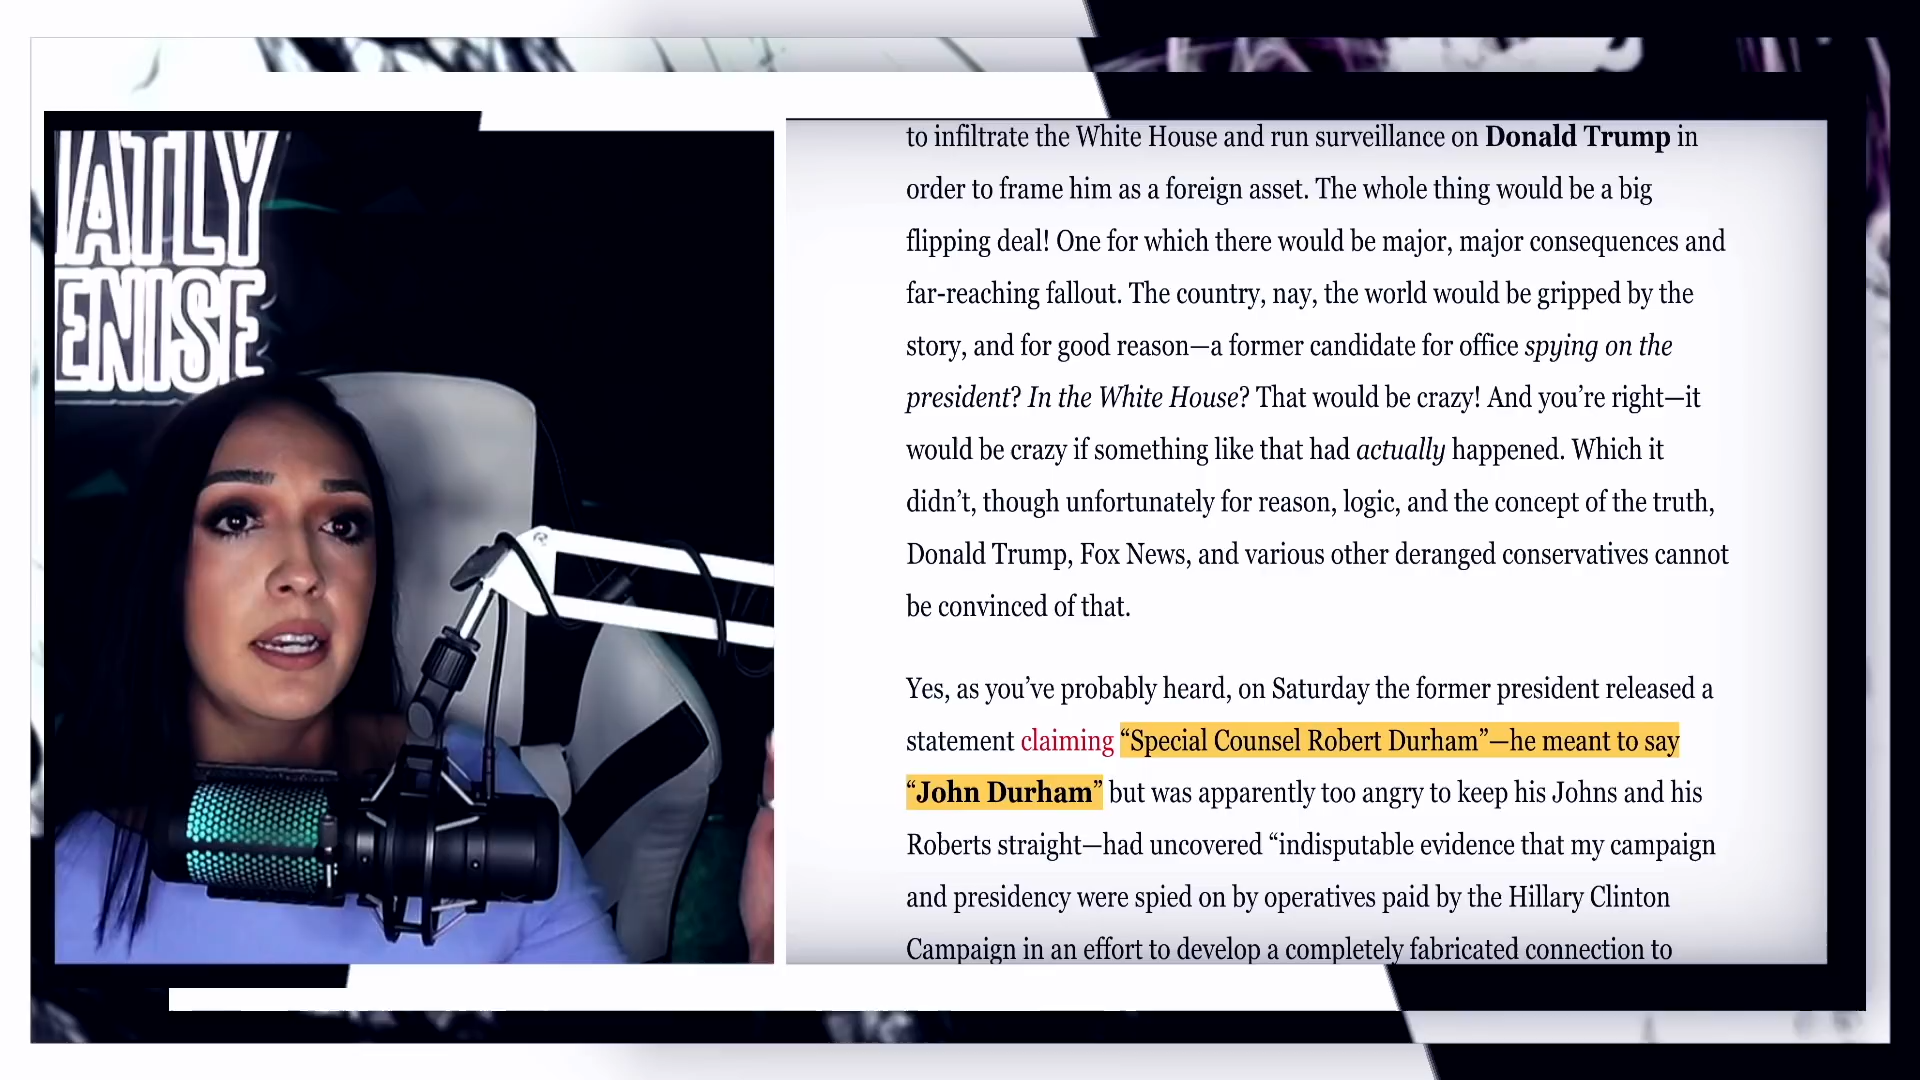 IATLY
ENISE
to infiltrate the White House and run surveillance on Donald Trump in
order to frame him as a foreign asset. The whole thing would be a big
flipping deal! One for which there would be major, major consequences and
far-reaching fallout. The country, nay, the world would be gripped by the
story, and for good reason—a former candidate for office spying on the
president? In the White House? That would be crazy! And you’re right—it
would be crazy if something like that had actually happened. Which it
didn’t, though unfortunately for reason, logic, and the concept of the truth,
Donald Trump, Fox News, and various other deranged conservatives cannot
be convinced of that.
Yes, as you’ve probably heard, on Saturday the former president released a
statement claiming “Special Counsel Robert Durham”—he meant to say
“John Durham” but was apparently too angry to keep his Johns and his
Roberts straight—had uncovered “indisputable evidence that my campaign
and presidency were spied on by operatives paid by the Hillary Clinton
Campaign in an effort to develop a completely fabricated connection to